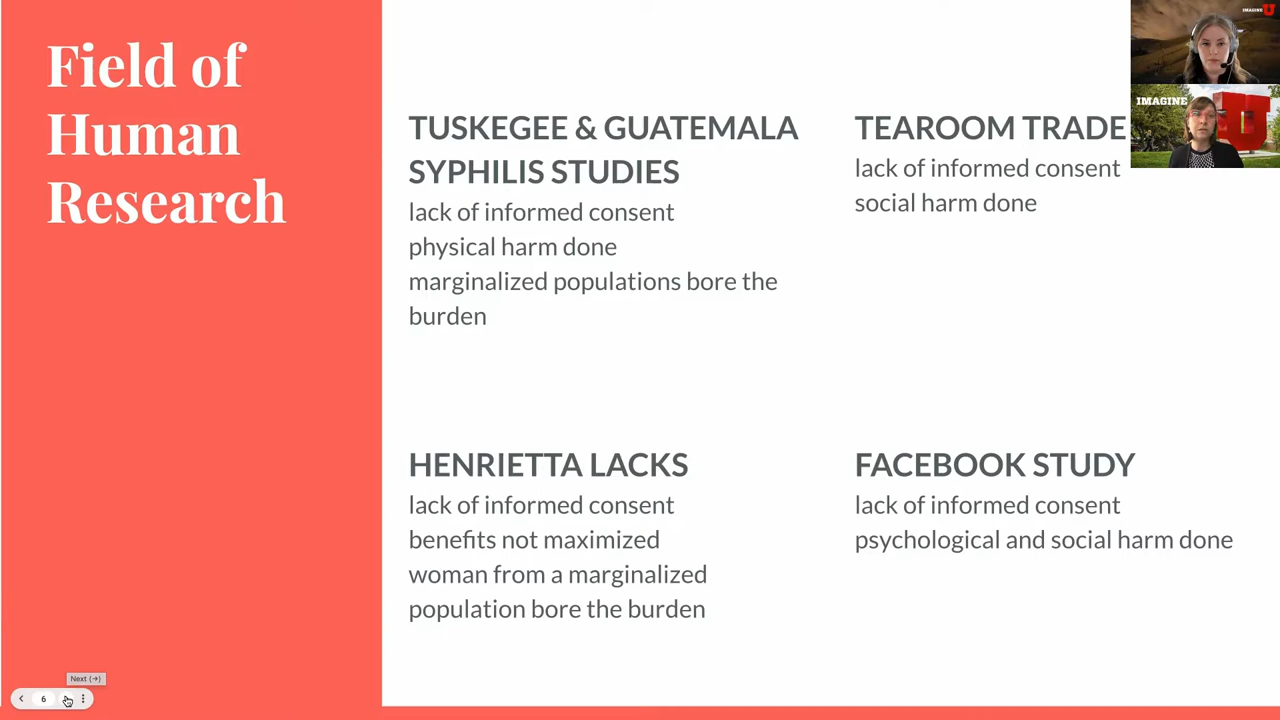 Field of
Human
Research
TUSKEGEE & GUATEMALA
SYPHILIS STUDIES
lack of informed consent
physical harm done
marginalized populations bore the
burden
TEAROOM TRADE
lack of informed consent
social harm done
HENRIETTA LACKS
lack of informed consent
benefits not maximized
woman from a marginalized
population bore the burden
FACEBOOK STUDY
lack of informed consent
psychological and social harm done
IMAGINE U
IMAGINE U
Next (→)
6